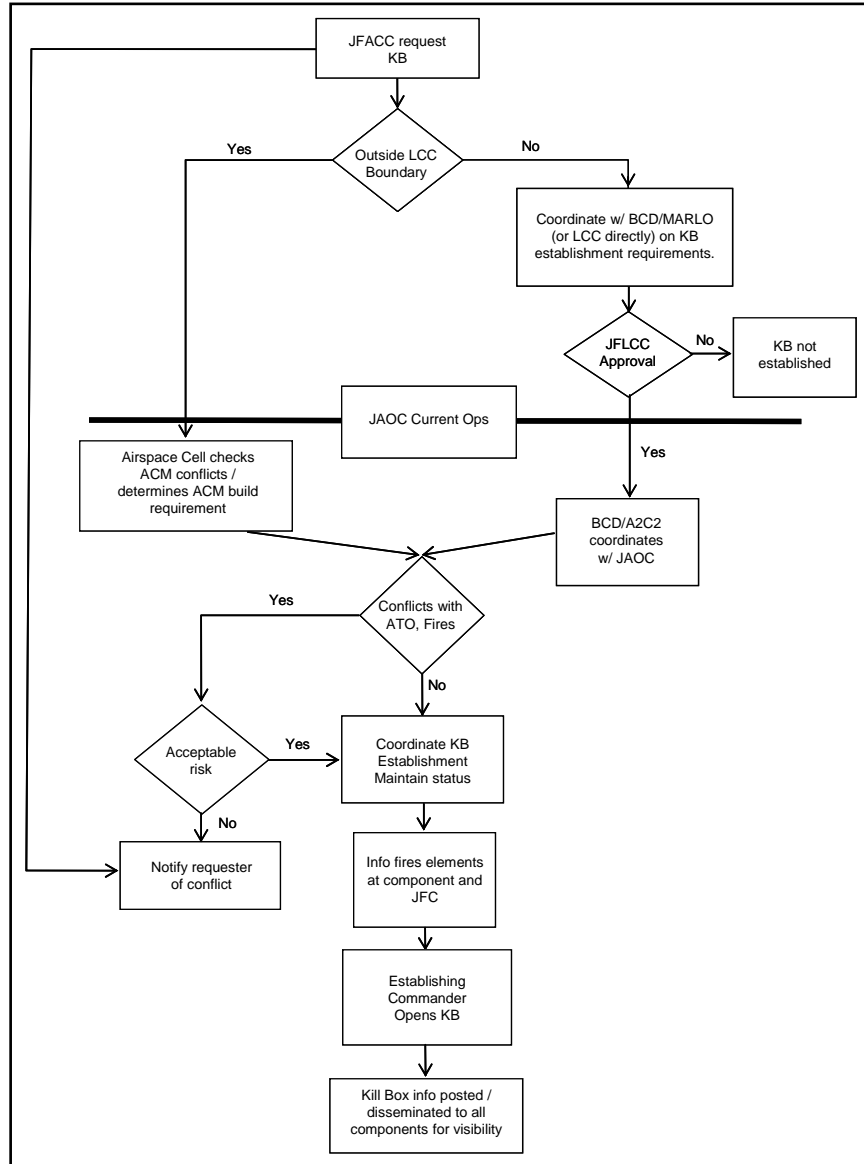 JFACC request
KB
Outside LCC
Boundary
Yes
No
Coordinate w/ BCD/MARLO
(or LCC directly) on KB
establishment requirements.
JFLCC
Approval
No
KB not
established
JAOC Current Ops
Yes
Airspace Cell checks
ACM conflicts /
determines ACM build
requirement
BCD/A2C2
coordinates
w/ JAOC
Conflicts with
ATO, Fires
Yes
No
Acceptable
risk
Yes
Coordinate KB
Establishment
Maintain status
No
Notify requester
of conflict
Info fires elements
at component and
JFC
Establishing
Commander
Opens KB
Kill Box info posted /
disseminated to all
components for visibility